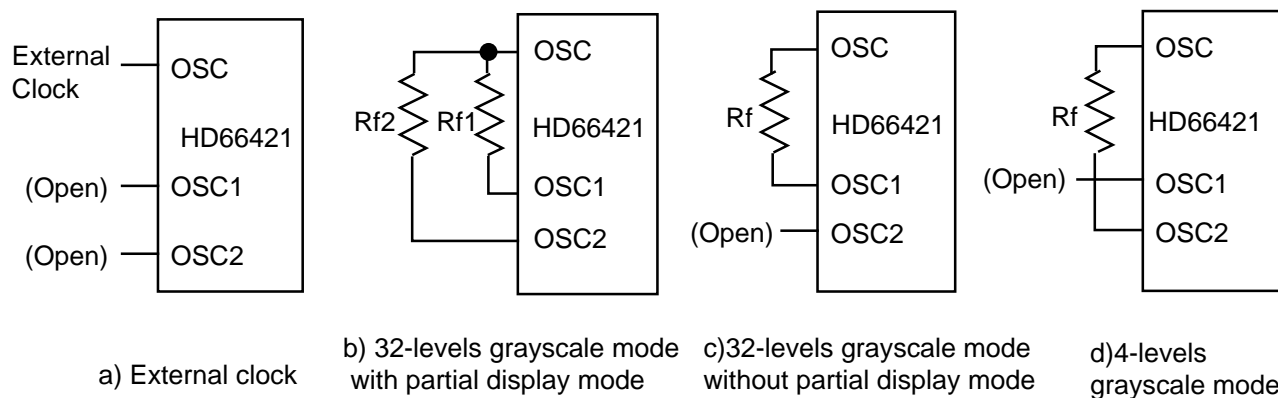 External
Clock
OSC
HD66421
(Open)
OSC1
(Open)
OSC2
a) External clock
OSC
Rf2
Rf1
HD66421
OSC1
OSC2
b) 32-levels grayscale mode
with partial display mode
OSC
Rf
HD66421
OSC1
(Open)
OSC2
c)32-levels grayscale mode
without partial display mode
OSC
Rf
HD66421
(Open)
OSC1
OSC2
d)4-levels
grayscale mode